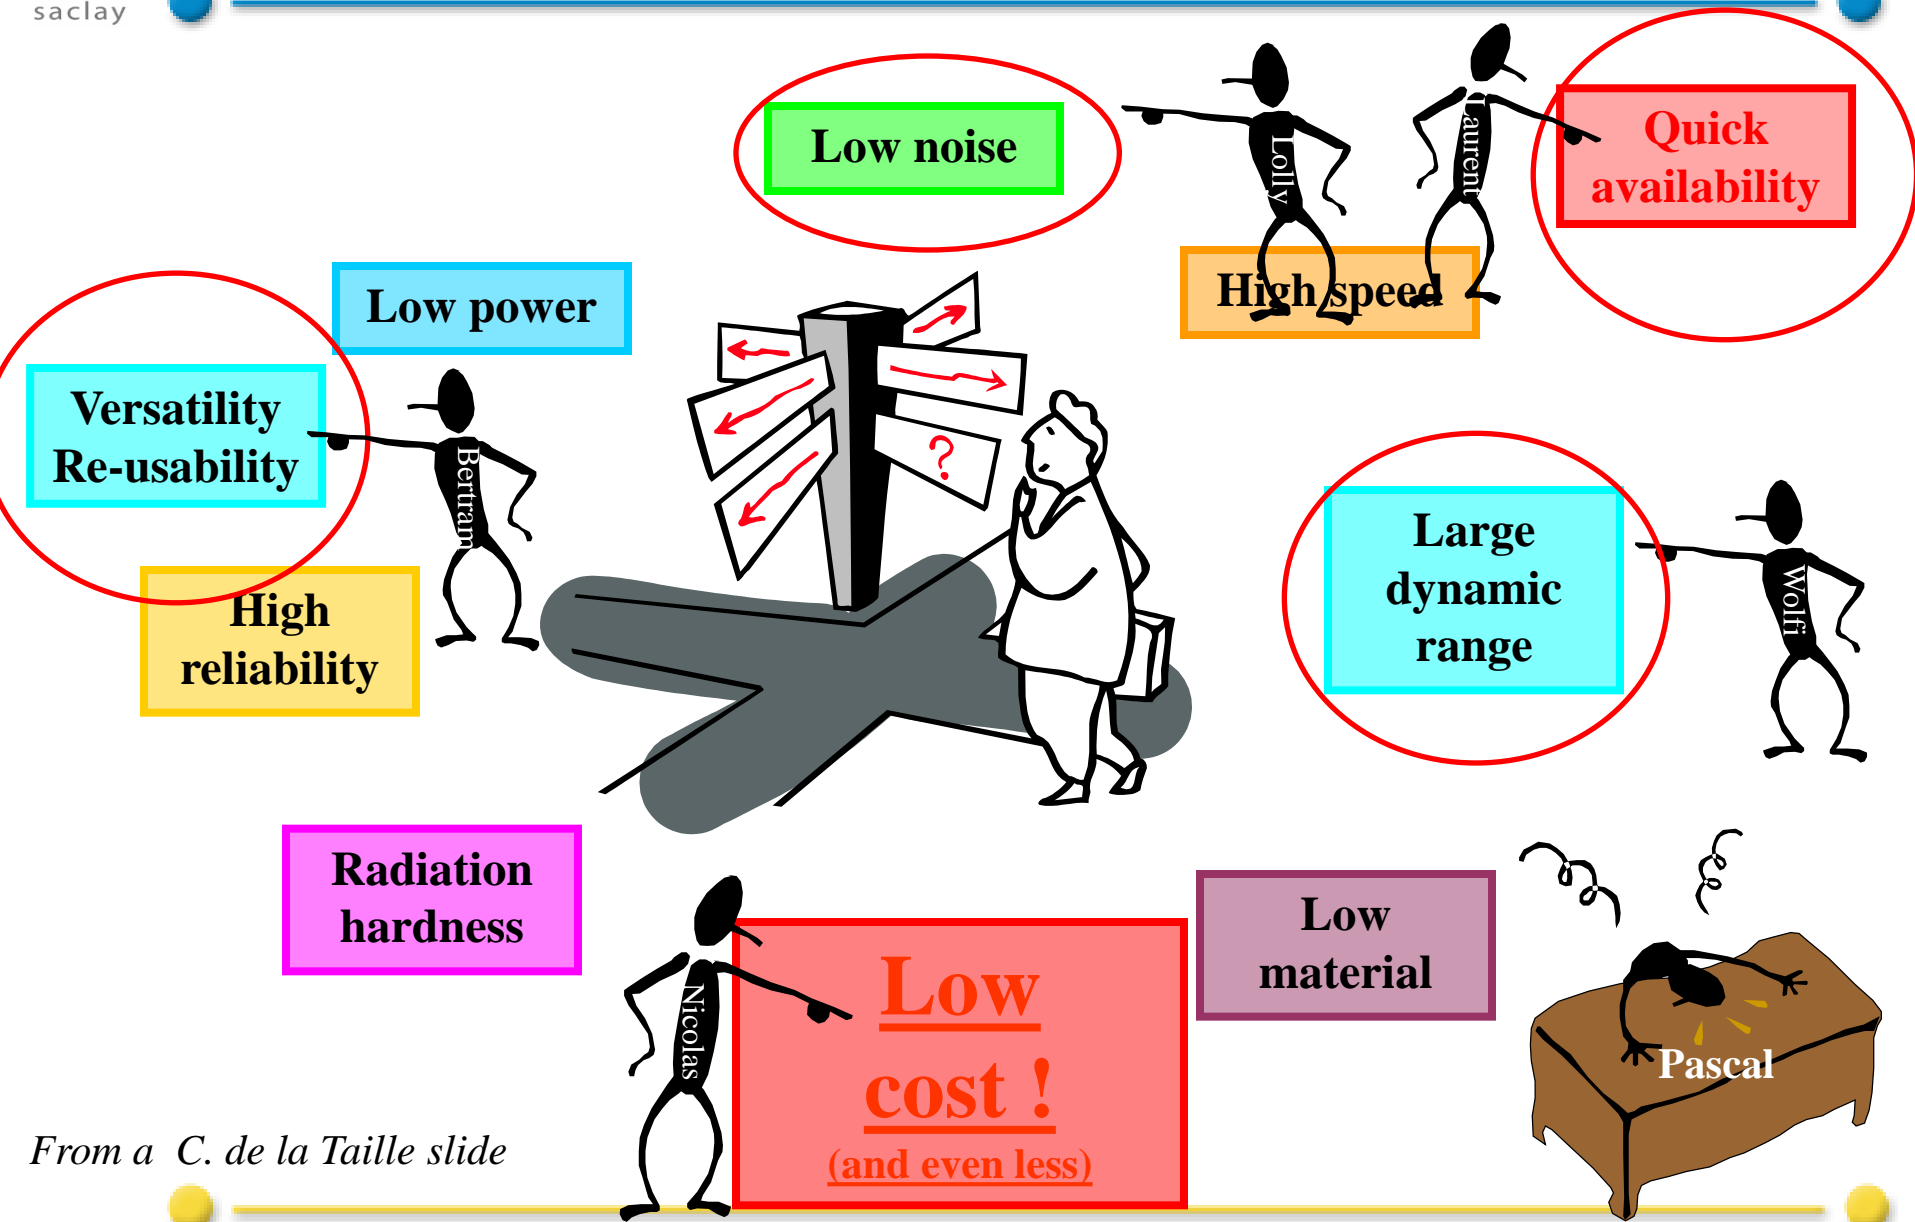 saclay
Low noise
Lolly
Laurent
Quick
availability
Low power
High speed
Versatility
Re-usability
Bertram
Large
dynamic
range
Wolfi
High
reliability
Radiation
hardness
Nicolas
Low
cost !
(and even less)
Low
material
Pascal
From a  C. de la Taille slide
?